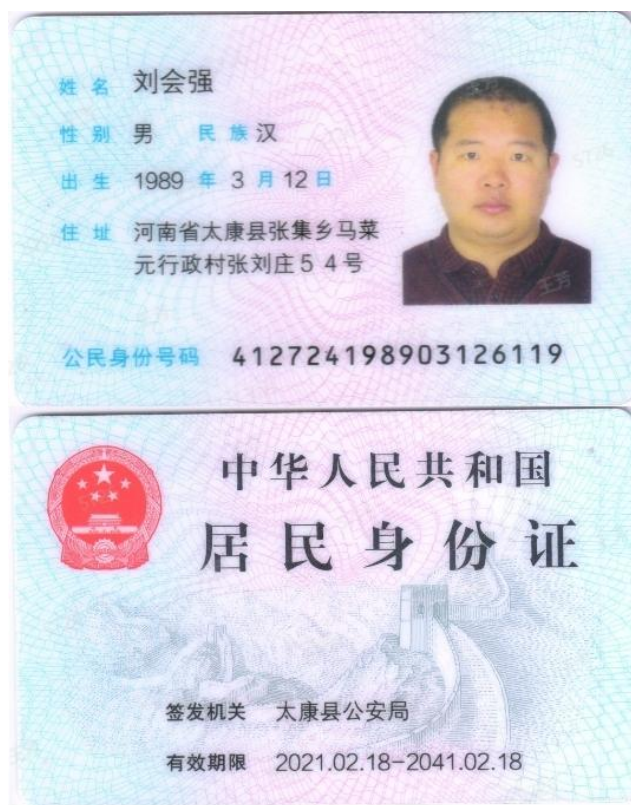 姓名 刘会强
性别 男 民族 汉
出生 1989 年 3 月 12 日
住址 河南省太康县张集乡马菜
元行政村张刘庄54号
王芳
公民身份号码 412724198903126119
中华人民共和国
居民身份证
签发机关 太康县公安局
有效期限 2021.02.18-2041.02.18